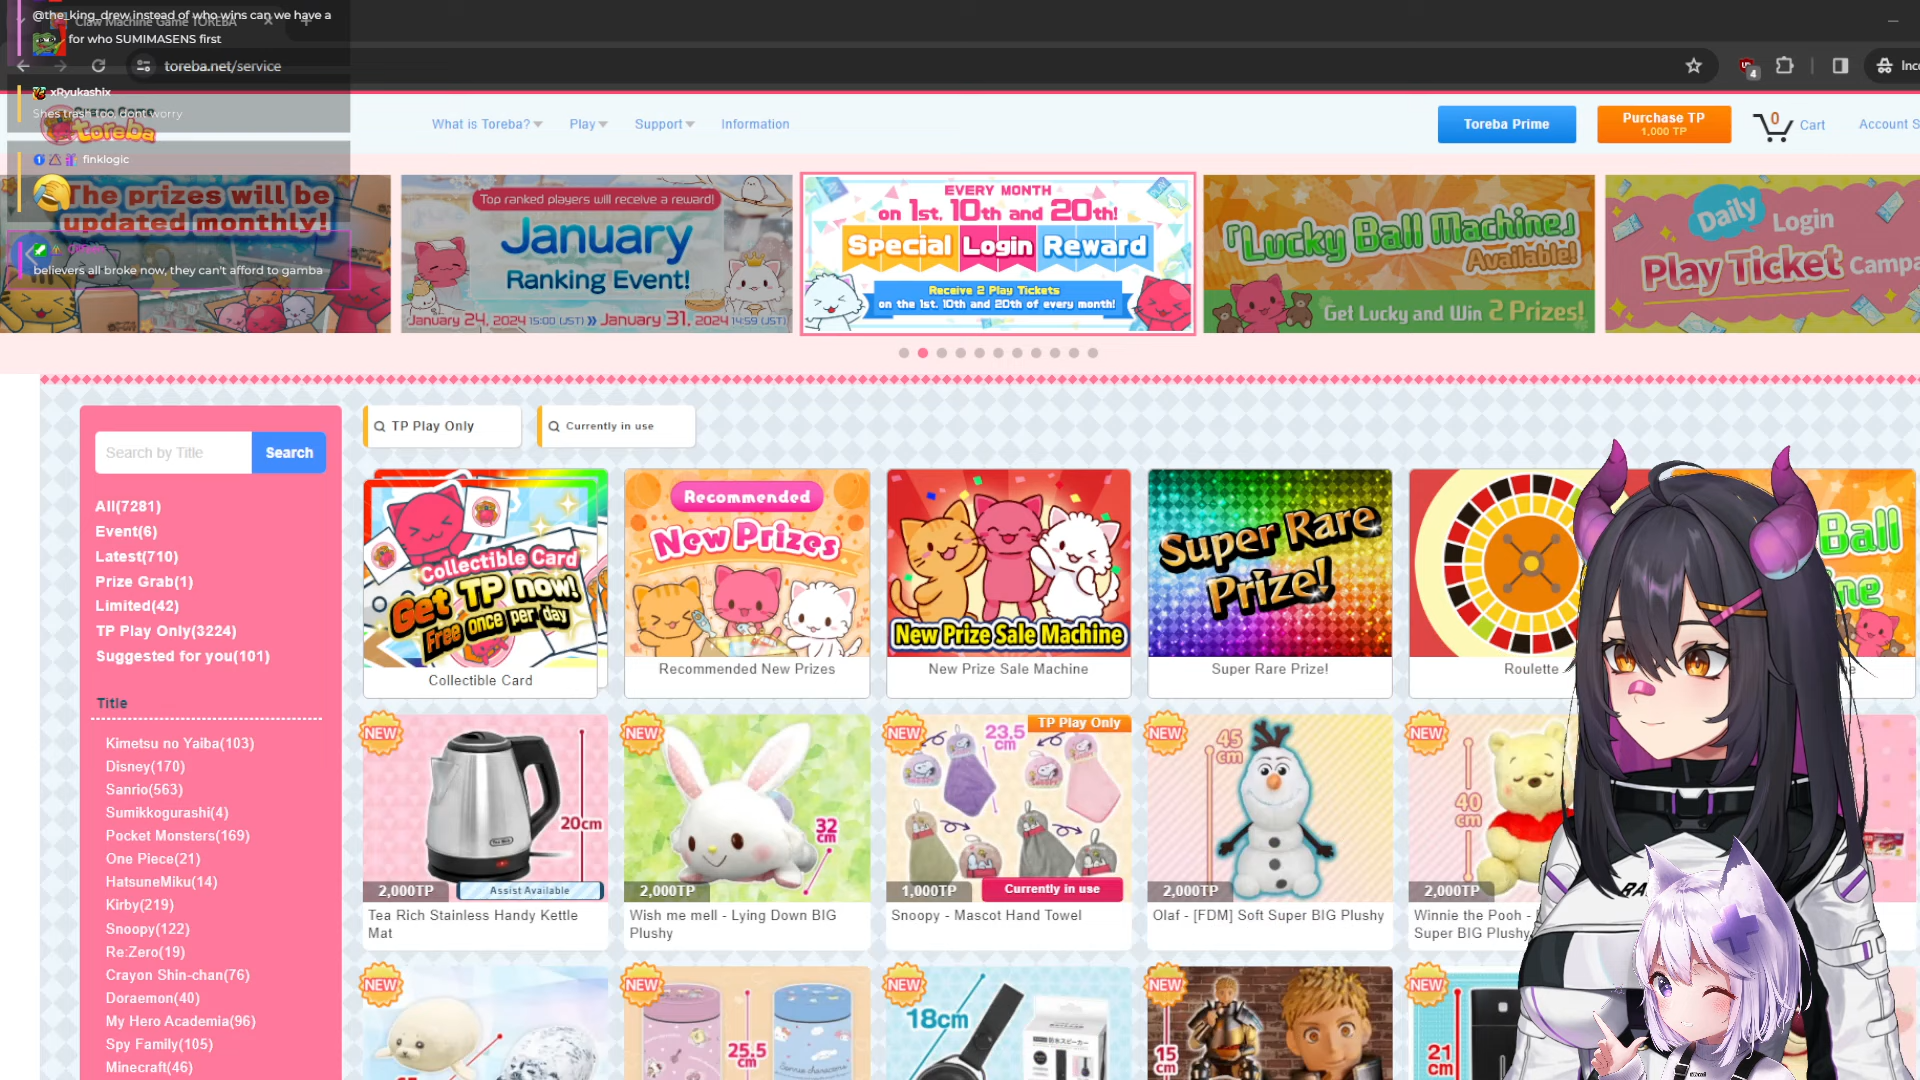 @the_king_drew instead of who wins can we have a
for who SUMIMASENS first
Claw Machine Game TOREBA
toreba.net/service
4
xRyukashix
Shes trash too, dont worry
toreba
finklogic
believers all broke now, they can't afford to gamba
What is Toreba?
Play
Support
Information
Toreba Prime
Purchase TP
1,000 TP
0
Cart
Account S
The prizes will be
updated monthly!
Top ranked players will receive a reward!
January
Ranking Event!
January 24, 2024 15:00 (JST) » January 31, 2024 14:59 (JST)
EVERY MONTH
on 1st, 10th and 20th!
Special Login Reward
Receive 2 Play Tickets
on the 1st, 10th and 20th of every month!
「Lucky Ball Machine」
Available!
Get Lucky and Win 2 Prizes!
Daily Login
Play Ticket Campa
Search by Title
Search
TP Play Only
Currently in use
All(7281)
Event(6)
Latest(710)
Prize Grab(1)
Limited(42)
TP Play Only(3224)
Suggested for you(101)
Title
Kimetsu no Yaiba(103)
Disney(170)
Sanrio(563)
Sumikkogurashi(4)
Pocket Monsters(169)
One Piece(21)
HatsuneMiku(14)
Kirby(219)
Snoopy(122)
Re:Zero(19)
Crayon Shin-chan(76)
Doraemon(40)
My Hero Academia(96)
Spy Family(105)
Minecraft(46)
Collectible Card
Get TP now!
Free once per day
Collectible Card
Recommended
New Prizes
Recommended New Prizes
New Prize Sale Machine
New Prize Sale Machine
Super Rare
Prize!
Super Rare Prize!
Roulette
Ball
NEW
20cm
2,000TP
Assist Available
Tea Rich Stainless Handy Kettle
Mat
NEW
32
cm
2,000TP
Wish me mell - Lying Down BIG
Plushy
NEW
TP Play Only
23.5
cm
1,000TP
Currently in use
Snoopy - Mascot Hand Towel
NEW
45
cm
2,000TP
Olaf - [FDM] Soft Super BIG Plushy
NEW
40
cm
2,000TP
Winnie the Pooh -
Super BIG Plushy
NEW
NEW
25.5
cm
NEW
18cm
NEW
15
cm
NEW
21
cm